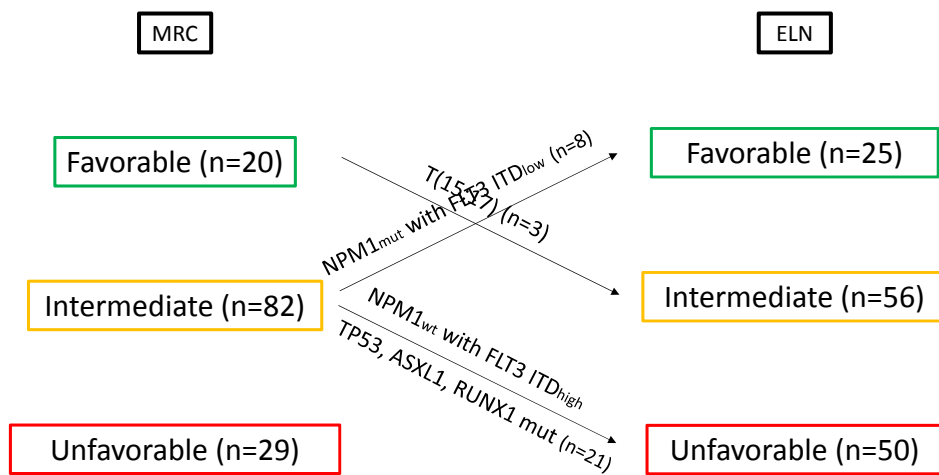 MRC
ELN
Favorable (n=20)
Favorable (n=25)
NPM1mut with FLT3 ITDlow (n=8)
T(15;17) (n=3)
Intermediate (n=82)
Intermediate (n=56)
NPM1wt with FLT3 ITDhigh
TP53, ASXL1, RUNX1 mut (n=21)
Unfavorable (n=29)
Unfavorable (n=50)